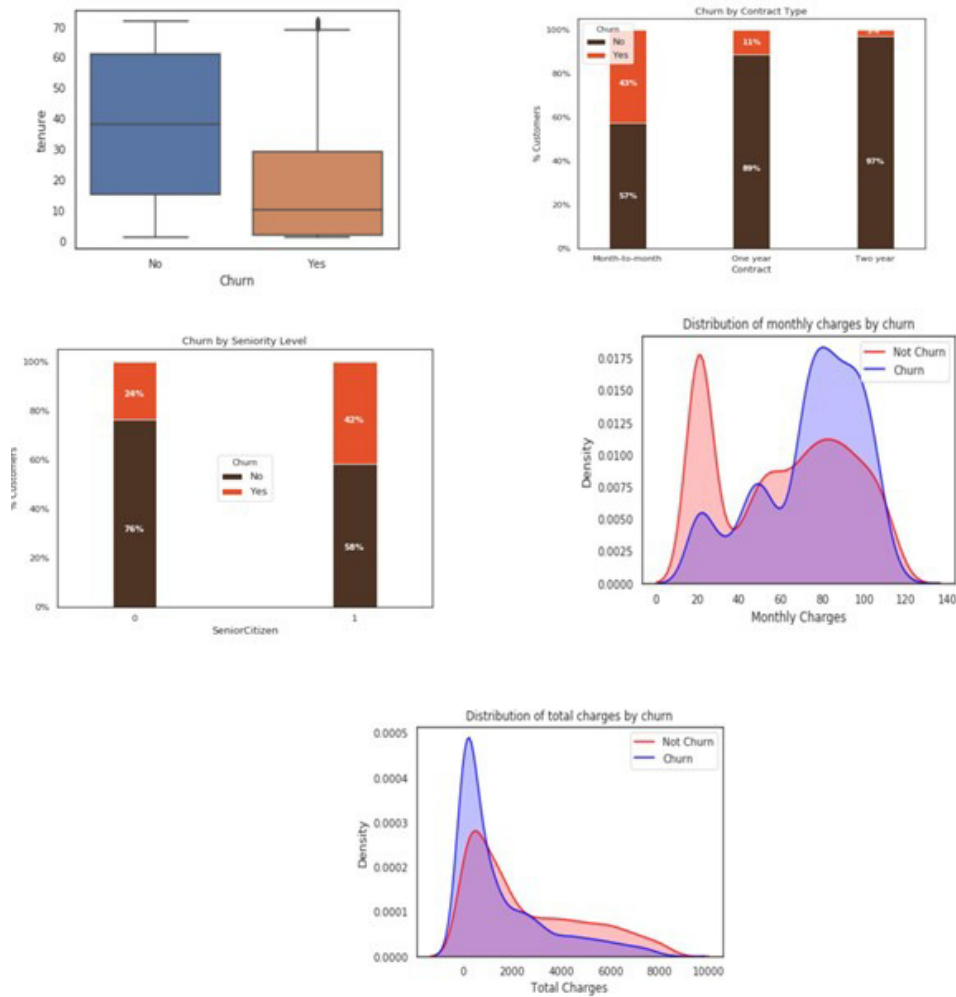 70
60
50
40
30
20
10
0
tenure
No Yes
Churn
Churn by Contract Type
100%
80%
60%
40%
20%
0%
% Customers
Churn
No
Yes
43%
57%
11%
89%
97%
Month-to-month One year Two year
Contract
Churn by Seniority Level
100%
80%
60%
40%
20%
0%
% Customers
24%
76%
Churn
No
Yes
42%
58%
0 1
SeniorCitizen
Distribution of monthly charges by churn
0.0175
0.0150
0.0125
0.0100
0.0075
0.0050
0.0025
0.0000
Density
Not Churn
Churn
0 20 40 60 80 100 120 140
Monthly Charges
Distribution of total charges by churn
0.0005
0.0004
0.0003
0.0002
0.0001
0.0000
Density
Not Churn
Churn
0 2000 4000 6000 8000 10000
Total Charges